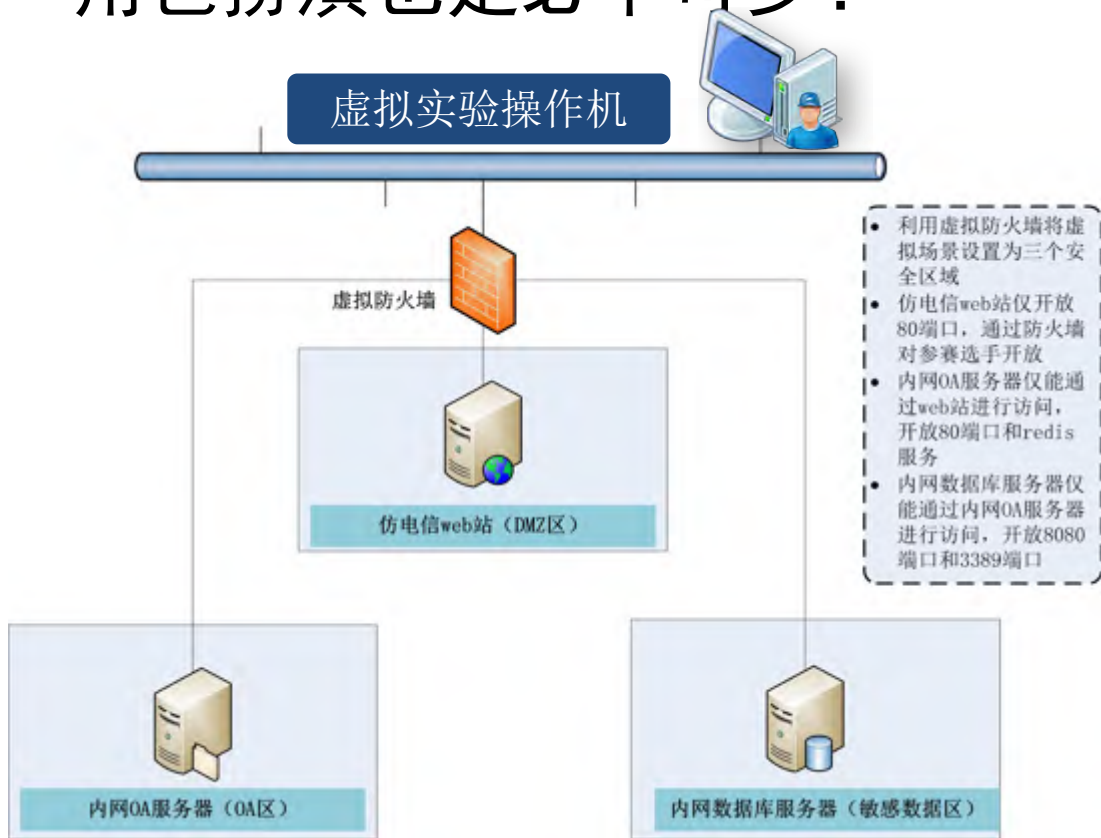 虚拟实验操作机
虚拟防火墙
• 利用虚拟防火墙将虚
拟场景设置为三个安
全区域
• 仿电信web站仅开放
80端口，通过防火墙
对参赛选手开放
• 内网OA服务器仅能通
过web站进行访问，
开放80端口和redis
服务
• 内网数据库服务器仅
能通过内网OA服务器
进行访问，开放8080
端口和3389端口
仿电信web站（DMZ区）
内网OA服务器（OA区）
内网数据库服务器（敏感数据区）